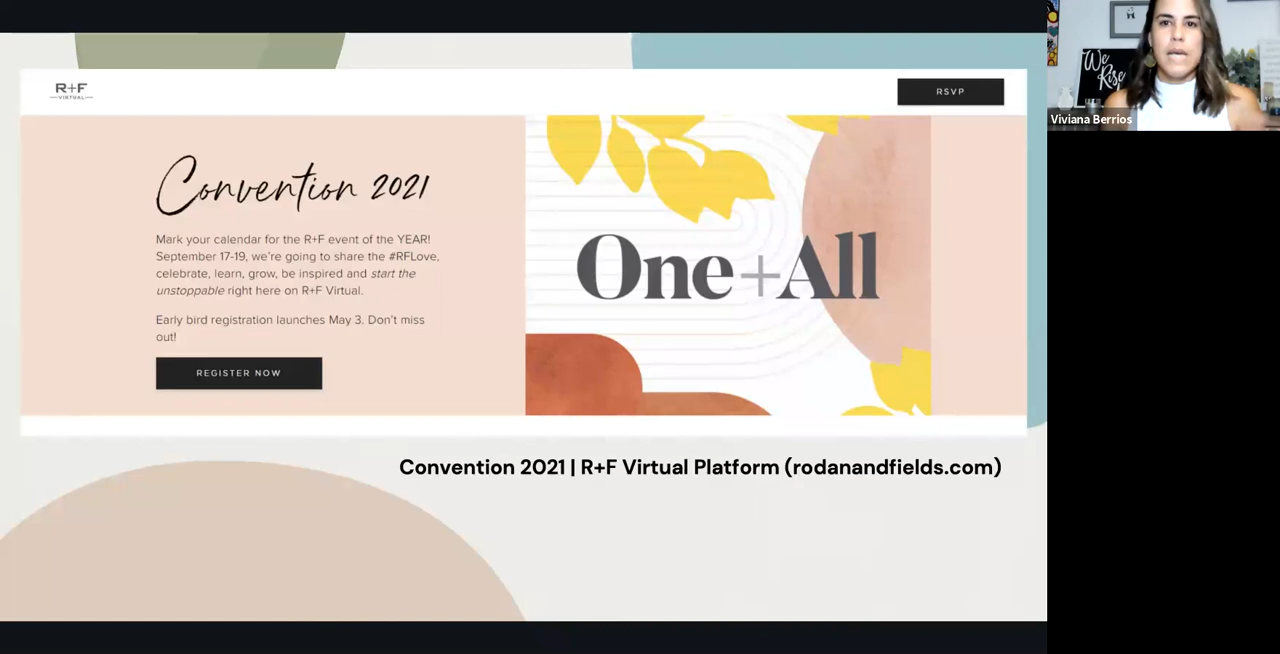 R+F
VIRTUAL
RSVP
Convention 2021
Mark your calendar for the R+F event of the YEAR!
September 17-19, we're going to share the #RFLove,
celebrate, learn, grow, be inspired and start the
unstoppable right here on R+F Virtual.
Early bird registration launches May 3. Don't miss
out!
REGISTER NOW
One+All
Convention 2021 | R+F Virtual Platform (rodanandfields.com)
We
Rise
Viviana Berrios